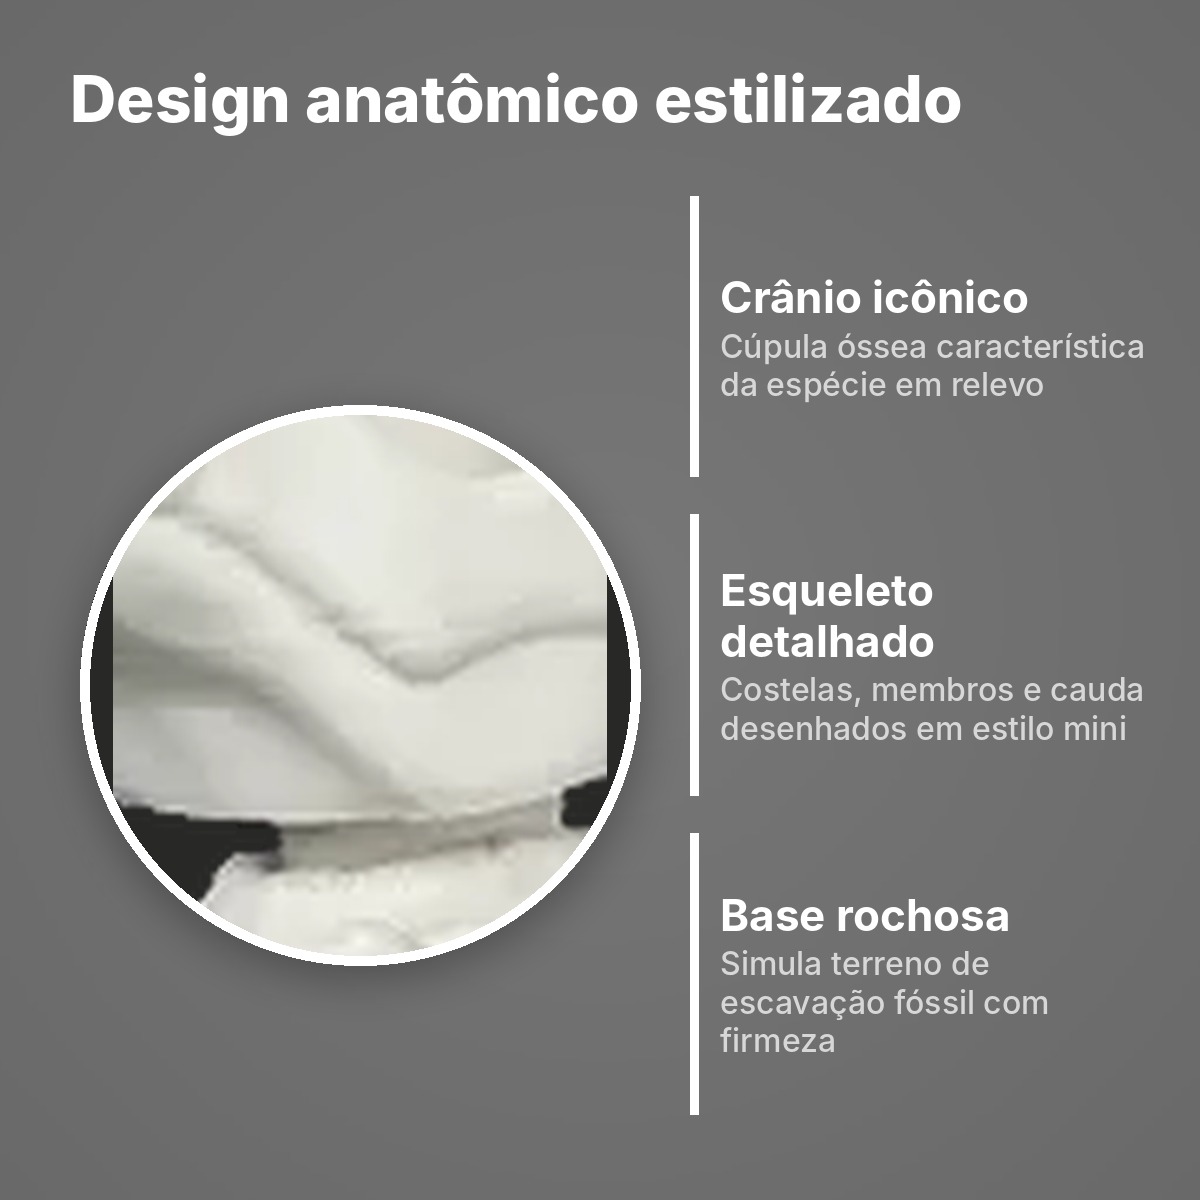 Design anatômico estilizado
Crânio icônico
Cúpula óssea característica
da espécie em relevo
Esqueleto
detalhado
Costelas, membros e cauda
desenhados em estilo mini
Base rochosa
Simula terreno de
escavação fóssil com
firmeza